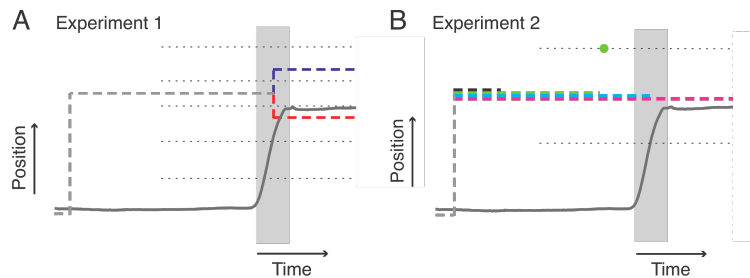 A Experiment 1
Position
Time
B Experiment 2
Position
Time